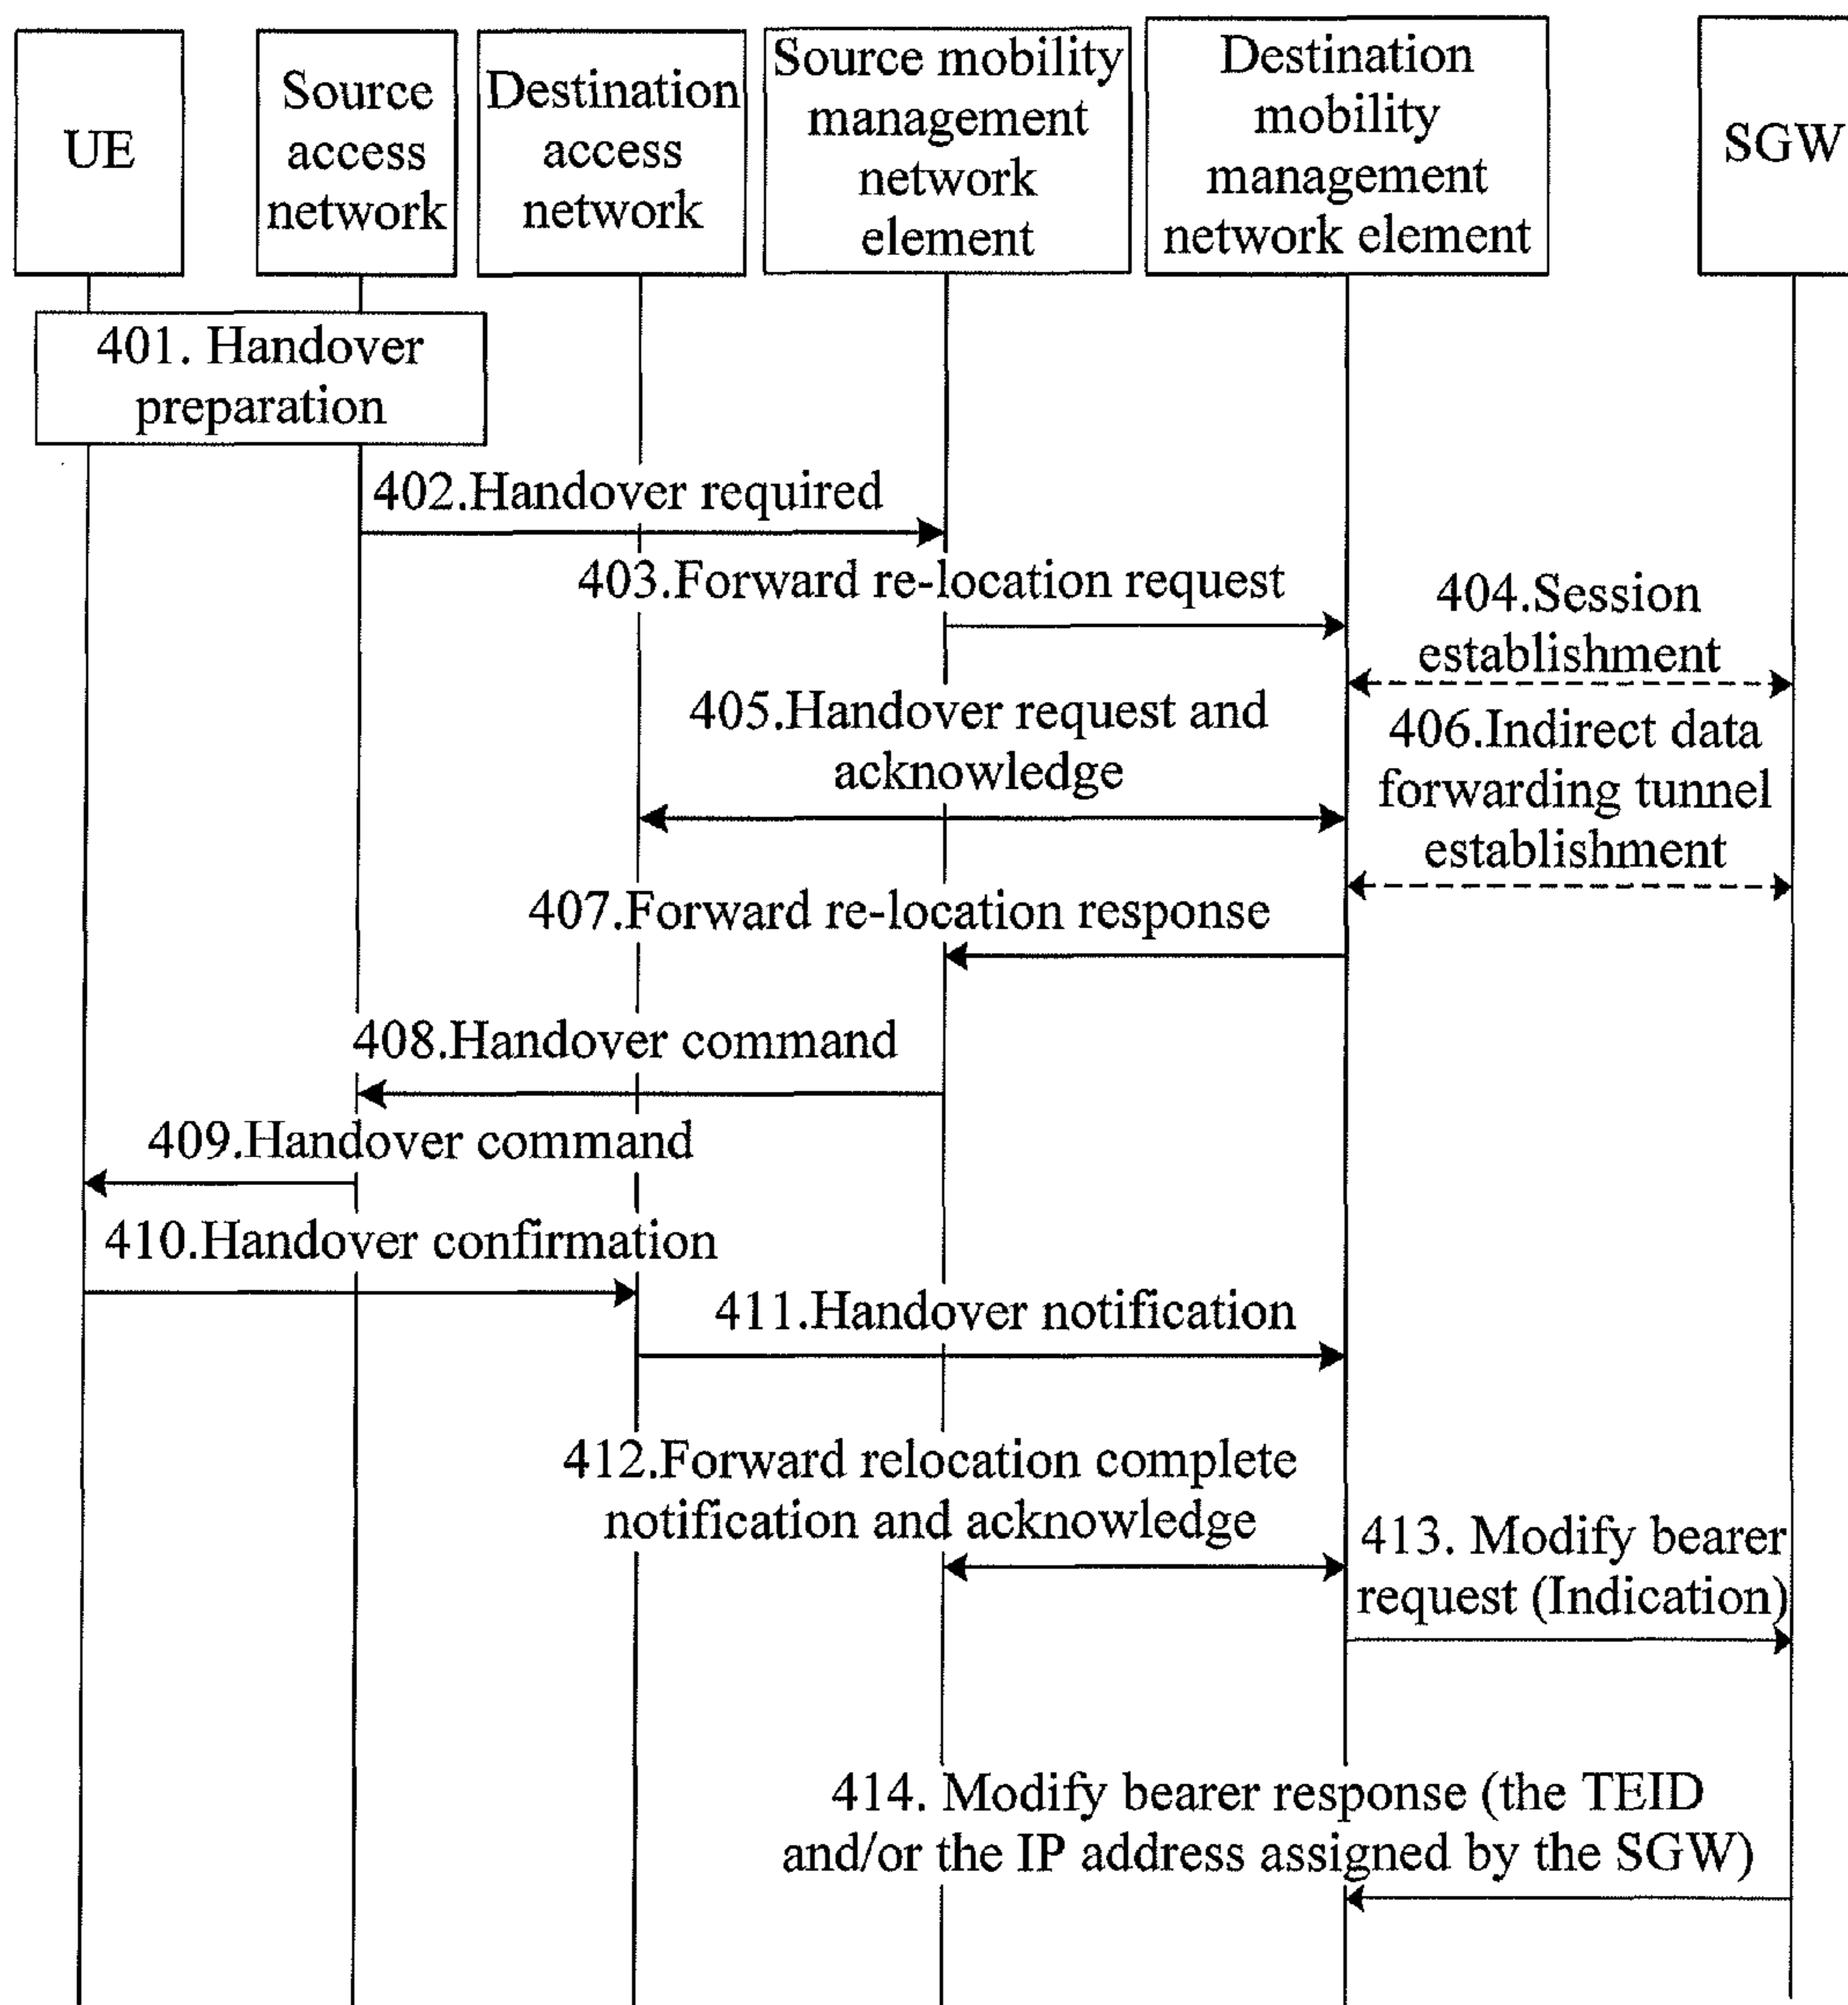 UE
Source
access
network
Destination
access
network
Source mobility
management
network
element
Destination
mobility
management
network element
SGW
401. Handover
preparation
402.Handover required
403.Forward re-location request
404.Session
establishment
405.Handover request and
acknowledge
406.Indirect data
forwarding tunnel
establishment
407.Forward re-location response
408.Handover command
409.Handover command
410.Handover confirmation
411.Handover notification
412.Forward relocation complete
notification and acknowledge
413. Modify bearer
request (Indication)
414. Modify bearer response (the TEID
and/or the IP address assigned by the SGW)